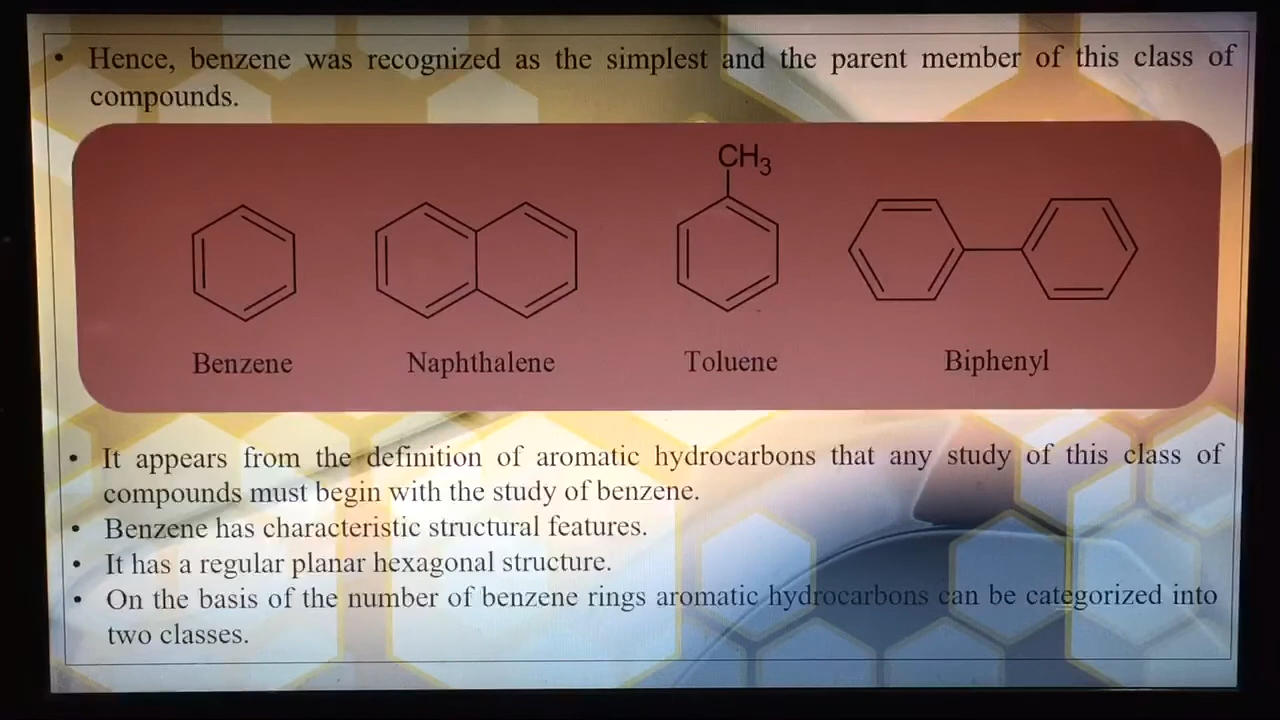 • Hence, benzene was recognized as the simplest and the parent member of this class of
compounds.
CH₃
Benzene Naphthalene Toluene Biphenyl
• It appears from the definition of aromatic hydrocarbons that any study of this class of
compounds must begin with the study of benzene.
• Benzene has characteristic structural features.
• It has a regular planar hexagonal structure.
• On the basis of the number of benzene rings aromatic hydrocarbons can be categorized into
two classes.